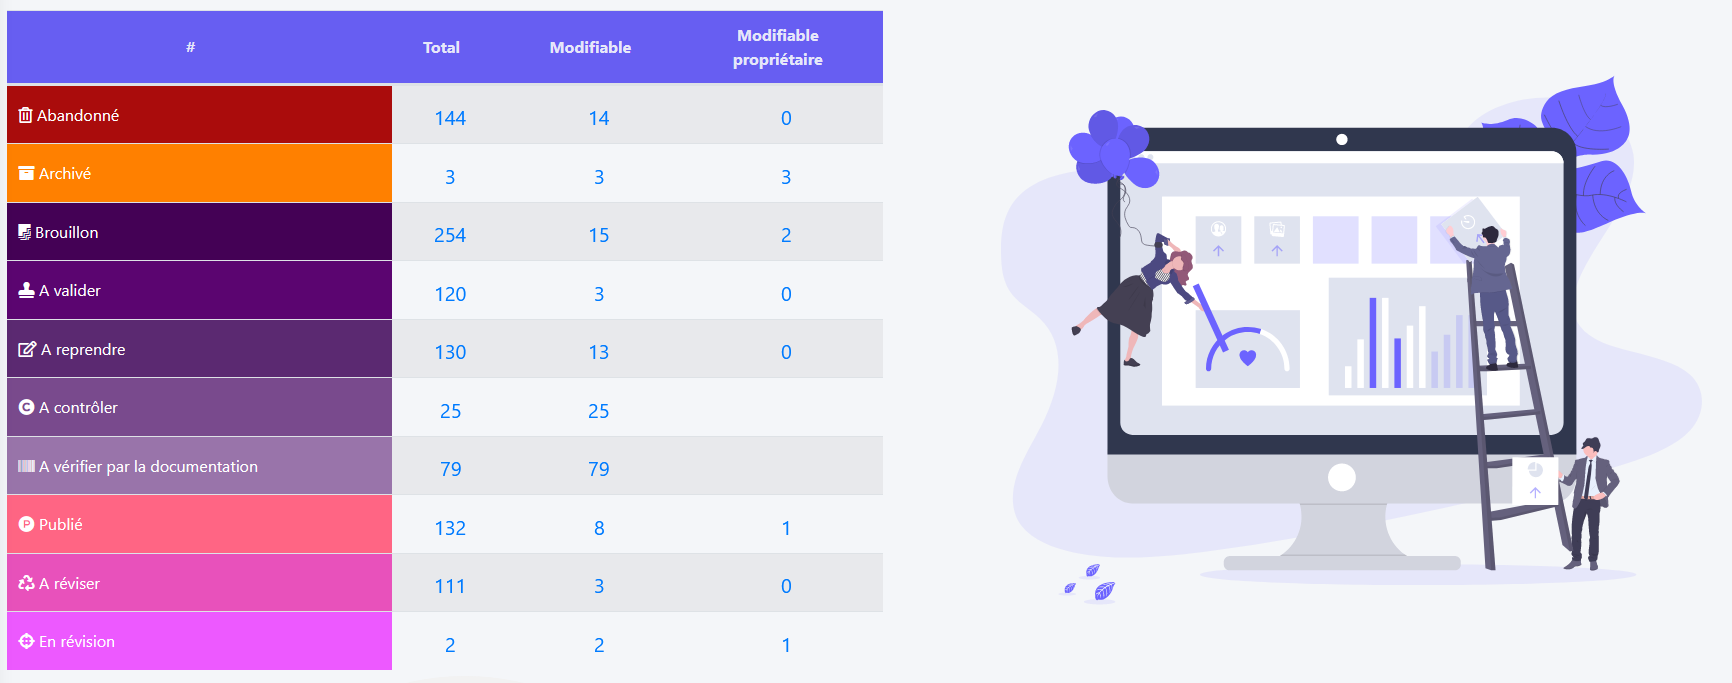 # Total Modifiable Modifiable
propriétaire
Abandonné 144 14 0
Archivé 3 3 3
Brouillon 254 15 2
A valider 120 3 0
A reprendre 130 13 0
A contrôler 25 25
A vérifier par la documentation 79 79
Publié 132 8 1
A réviser 111 3 0
En révision 2 2 1